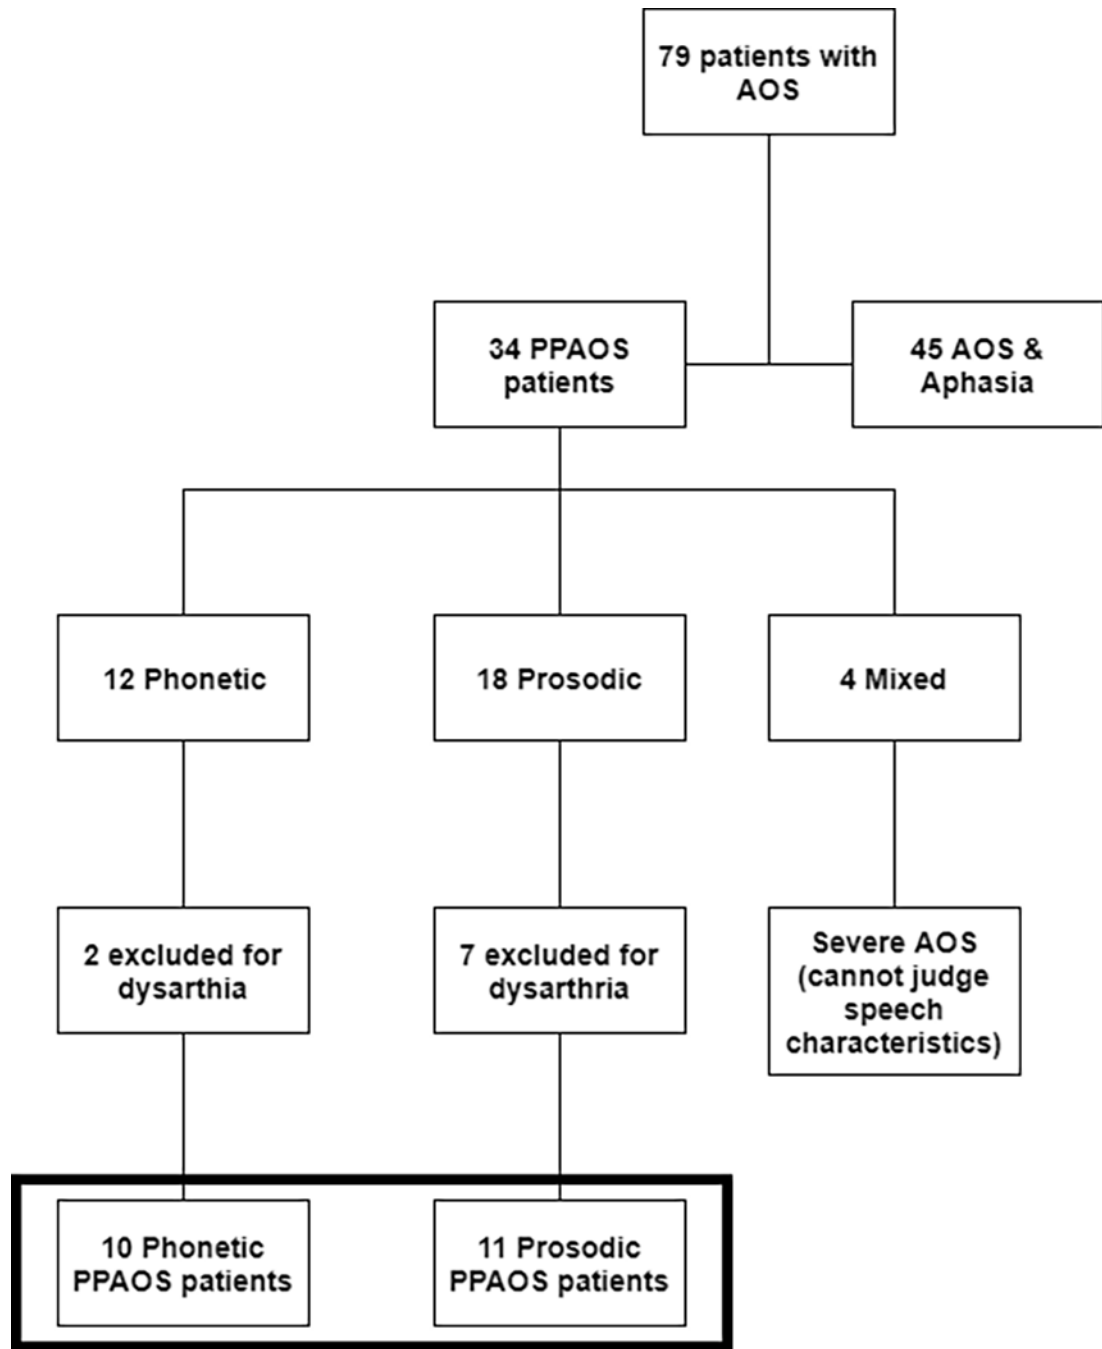 79 patients with
AOS
34 PPAOS
patients
45 AOS &
Aphasia
12 Phonetic
18 Prosodic
4 Mixed
2 excluded for
dysarthia
7 excluded for
dysarthria
Severe AOS
(cannot judge
speech
characteristics)
10 Phonetic
PPAOS patients
11 Prosodic
PPAOS patients